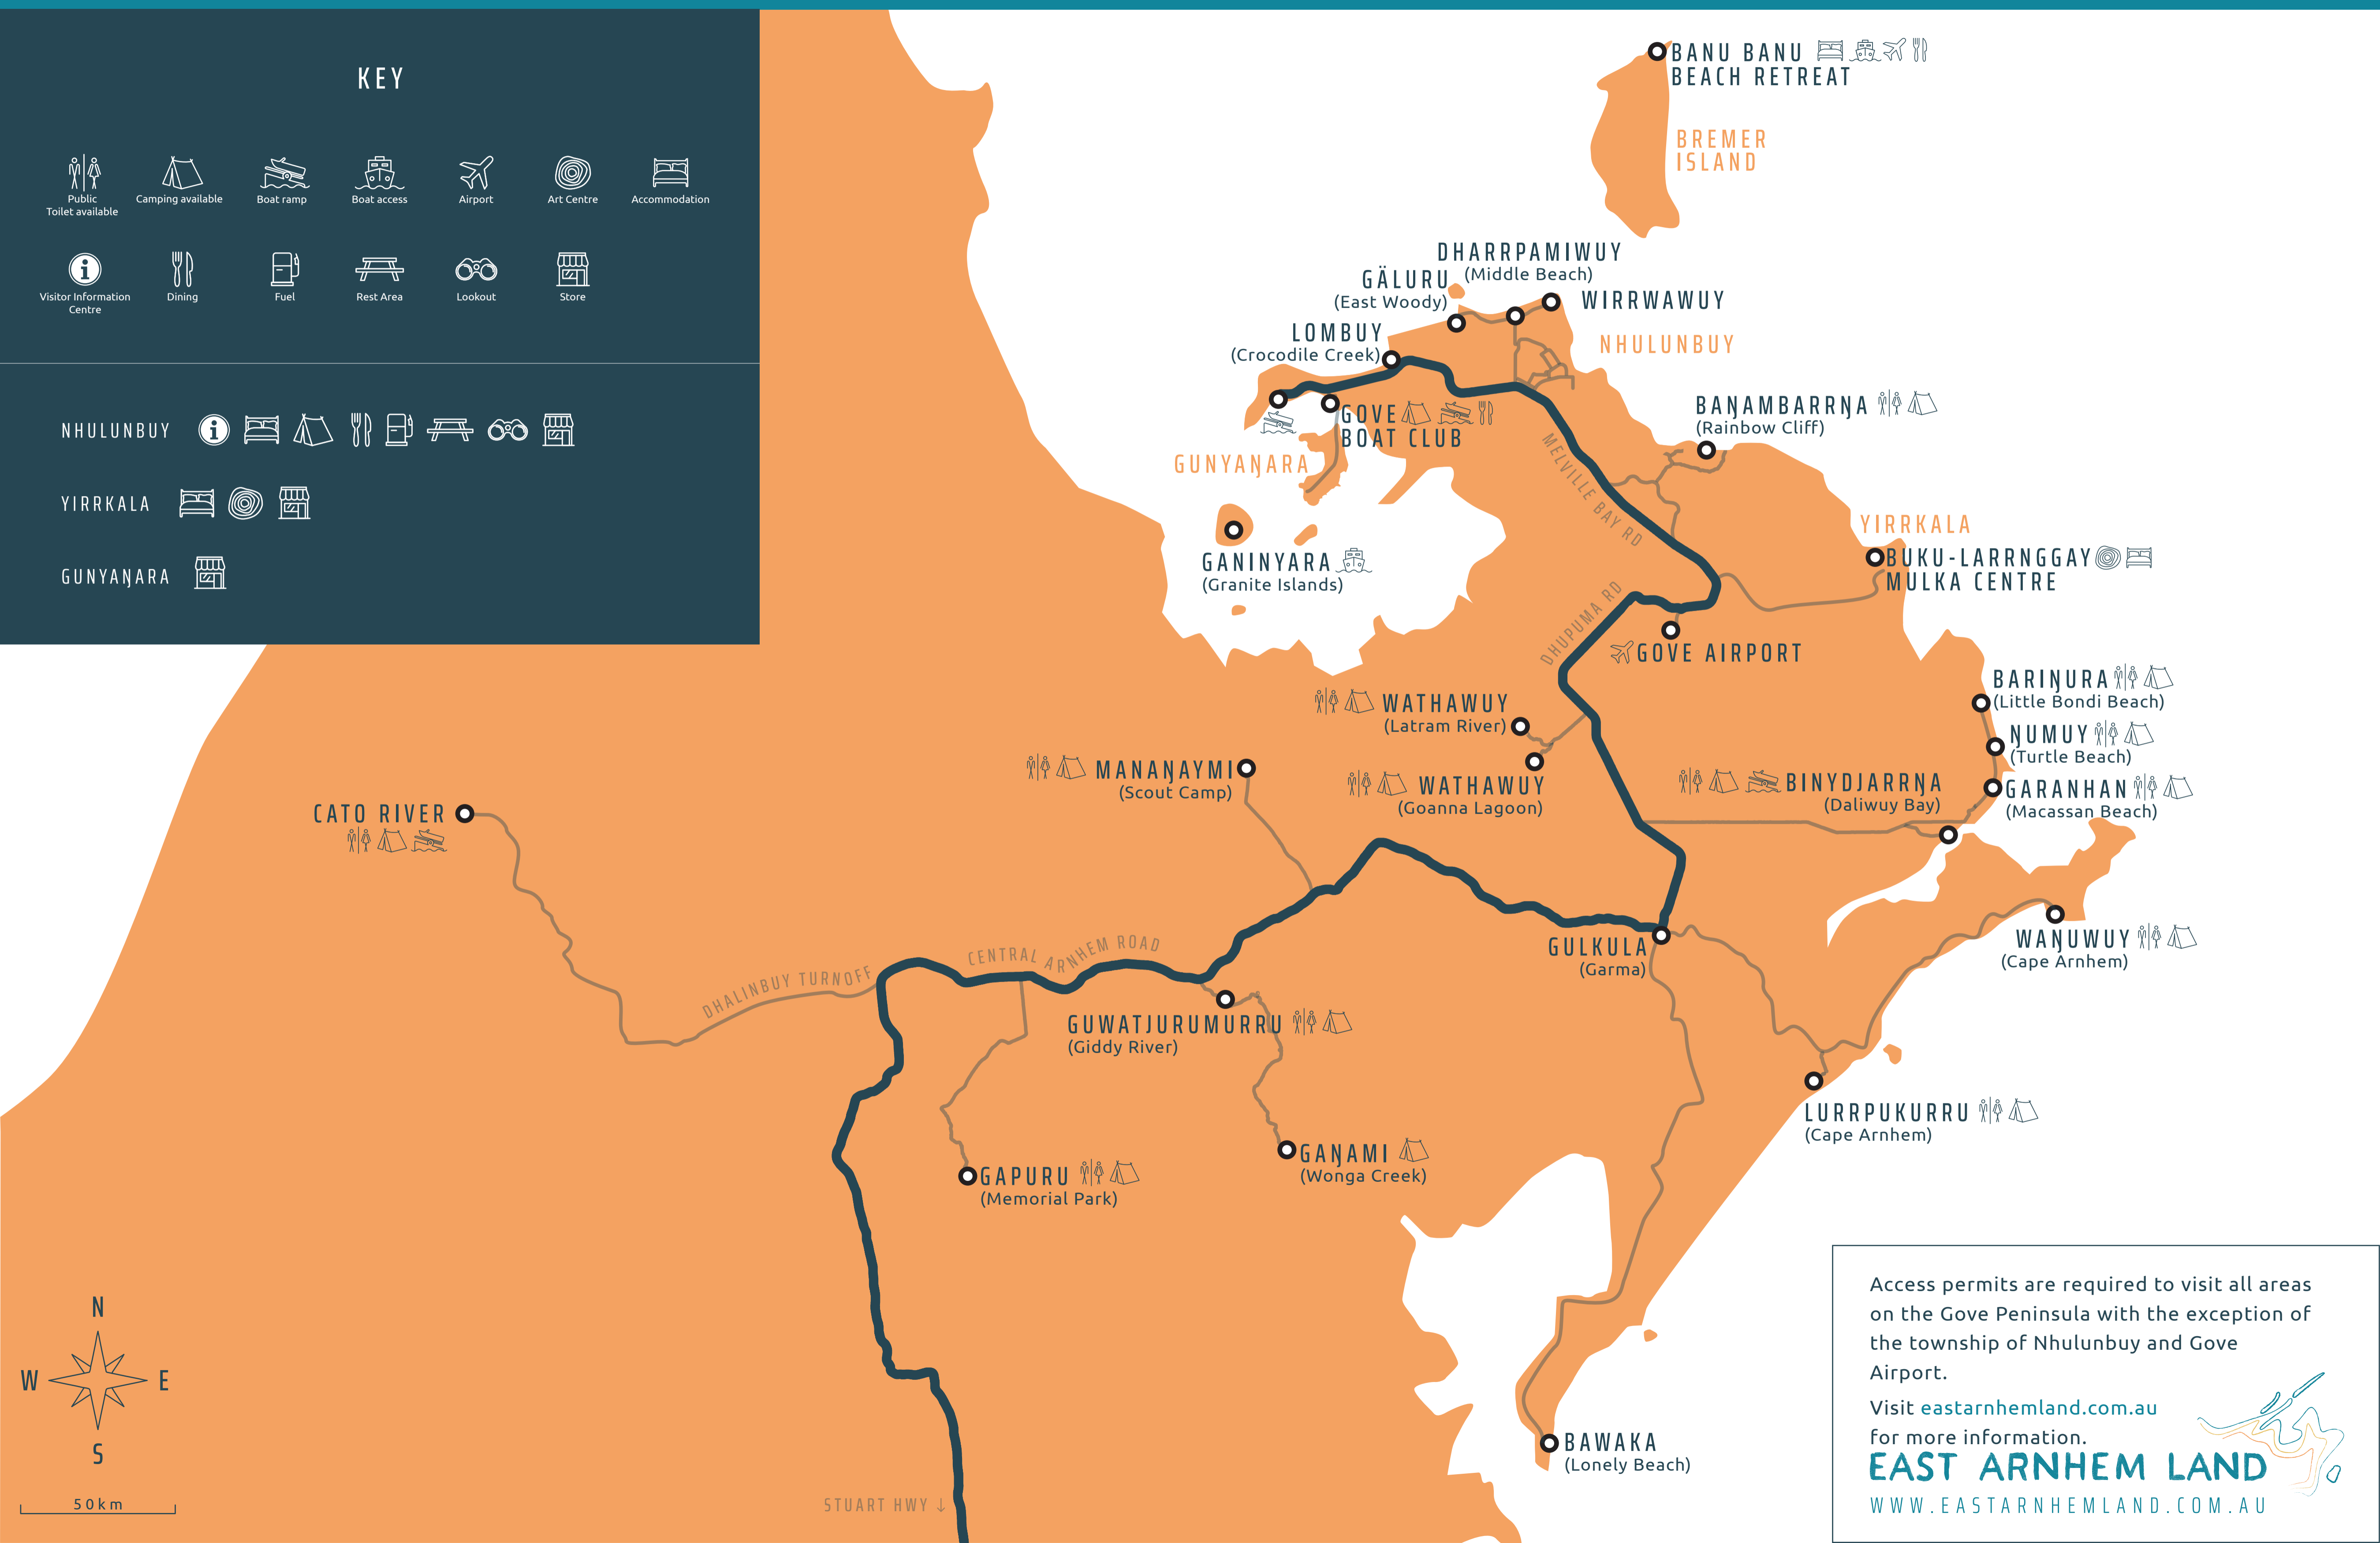 KEY
Public
Toilet available
Camping available
Boat ramp
Boat access
Airport
Art Centre
Accommodation
Visitor Information
Centre
Dining
Fuel
Rest Area
Lookout
Store
NHULUNBUY
YIRRKALA
GUNYAŊARA
BANU BANU
BEACH RETREAT
BREMER
ISLAND
DHARRPAMIWUY
(Middle Beach)
GÄLURU
(East Woody)
WIRRWAWUY
LOMBUY
(Crocodile Creek)
NHULUNBUY
GOVE
BOAT CLUB
BAŊAMBARRŊA
(Rainbow Cliff)
GUNYAŊARA
MELVILLE BAY RD
YIRRKALA
BUKU-LARRNGGAY
MULKA CENTRE
GANINYARA
(Granite Islands)
DHUPUMA RD
GOVE AIRPORT
BARIŊURA
(Little Bondi Beach)
WATHAWUY
(Latram River)
ŊUMUY
(Turtle Beach)
MANAŊAYMI
(Scout Camp)
WATHAWUY
(Goanna Lagoon)
BINYDJARRŊA
(Daliwuy Bay)
GARANHAN
(Macassan Beach)
CATO RIVER
GULKULA
(Garma)
WAŊUWUY
(Cape Arnhem)
CENTRAL ARNHEM ROAD
DHALINBUY TURNOFF
GUWATJURUMURRU
(Giddy River)
LURRPUKURRU
(Cape Arnhem)
GAŊAMI
(Wonga Creek)
GAPURU
(Memorial Park)
BAWAKA
(Lonely Beach)
STUART HWY ↓
N
W E
S
50km
Access permits are required to visit all areas
on the Gove Peninsula with the exception of
the township of Nhulunbuy and Gove
Airport.
Visit eastarnhemland.com.au
for more information.
EAST ARNHEM LAND
WWW.EASTARNHEMLAND.COM.AU